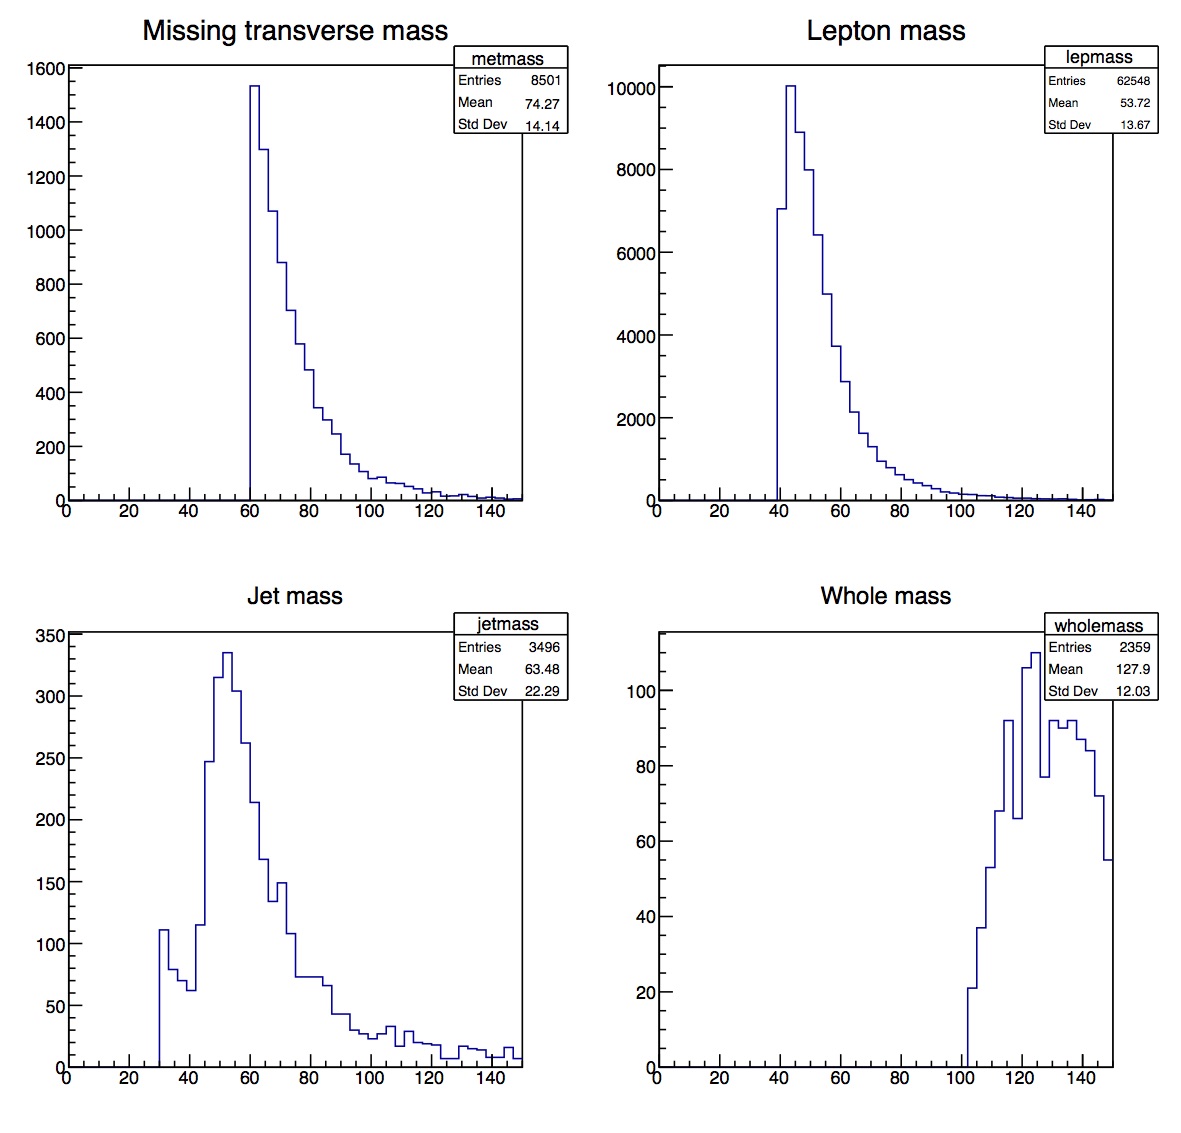 Missing transverse mass
metmass
Entries 8501
Mean 74.27
Std Dev 14.14
1600
1400
1200
1000
800
600
400
200
0
0 20 40 60 80 100 120 140
Lepton mass
lepmass
Entries 62548
Mean 53.72
Std Dev 13.67
10000
8000
6000
4000
2000
0
0 20 40 60 80 100 120 140
Jet mass
jetmass
Entries 3496
Mean 63.48
Std Dev 22.29
350
300
250
200
150
100
50
0
0 20 40 60 80 100 120 140
Whole mass
wholemass
Entries 2359
Mean 127.9
Std Dev 12.03
100
80
60
40
20
0
0 20 40 60 80 100 120 140